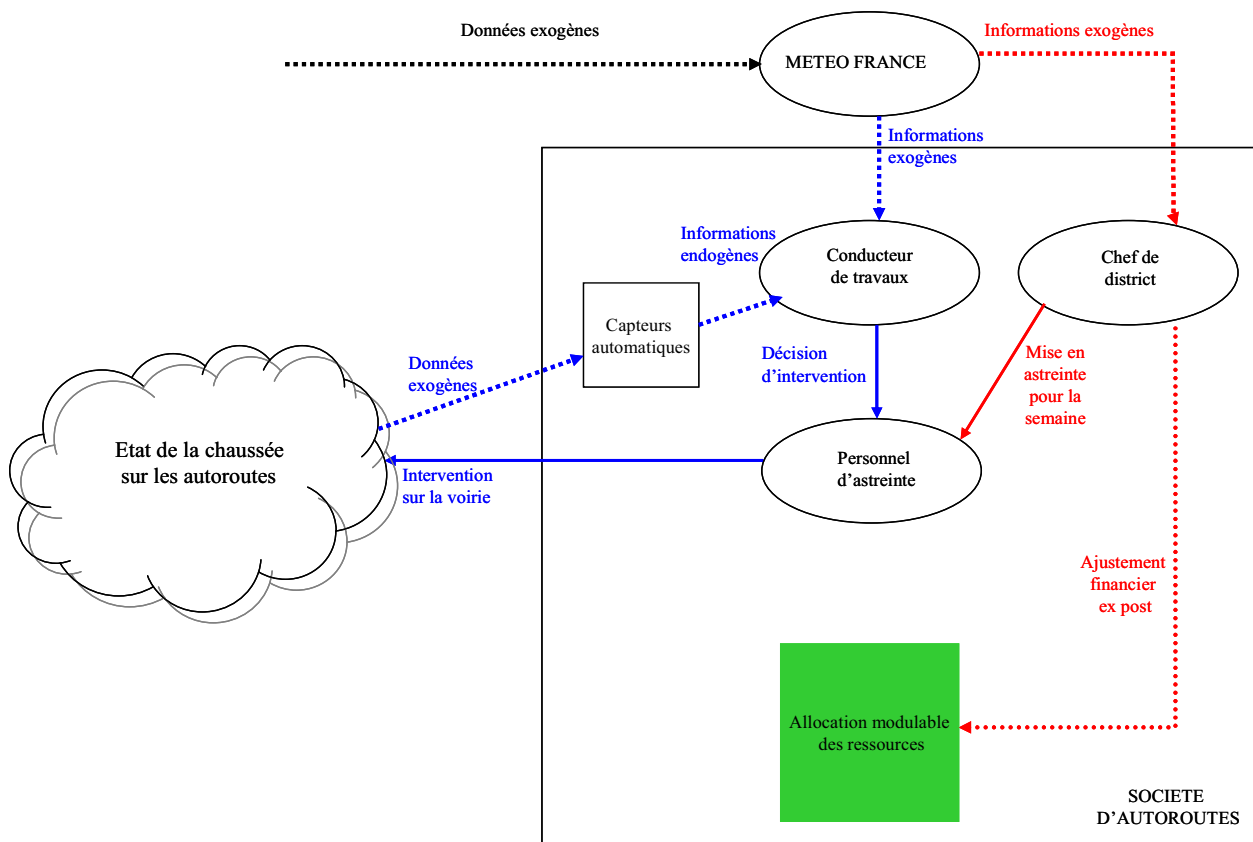 Données exogènes
METEO FRANCE
Informations exogènes
Informations
exogènes
Informations
endogènes
Conducteur
de travaux
Chef de
district
Capteurs
automatiques
Données
exogènes
Décision
d’intervention
Mise en
astreinte
pour la
semaine
Etat de la chaussée
sur les autoroutes
Intervention
sur la voirie
Personnel
d’astreinte
Ajustement
financier
ex post
Allocation modulable
des ressources
SOCIETE
D’AUTOROUTES